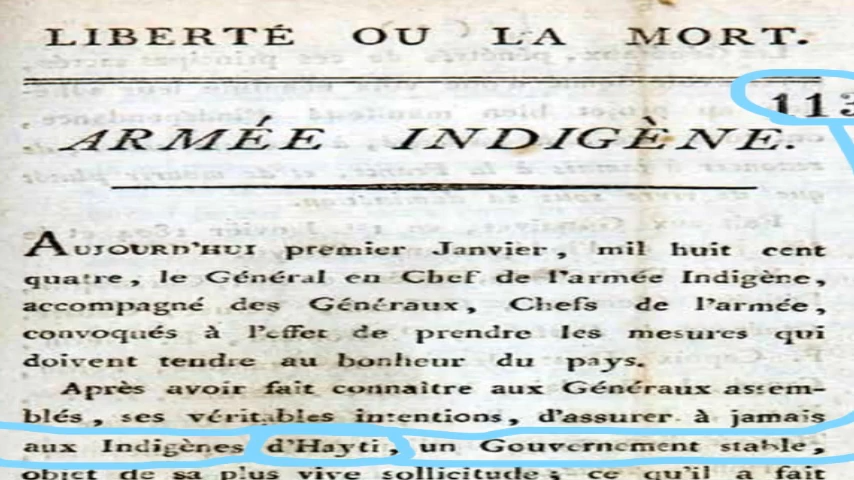 LIBERTÉ OU LA MORT.
113
ARMÉE INDIGÈNE.
AUJOURD'HUI premier Janvier, mil huit cent
quatre, le Général en Chef de l'armée Indigène,
accompagné des Généraux, Chefs de l'armée,
convoqués à l'effet de prendre les mesures qui
doivent tendre au bonheur du pays.
Après avoir fait connaître aux Généraux assem-
blés, ses véritables intentions, d'assurer à jamais
aux Indigènes d'Hayti, un Gouvernement stable,
objet de sa plus vive sollicitude; ce qu'il a fait